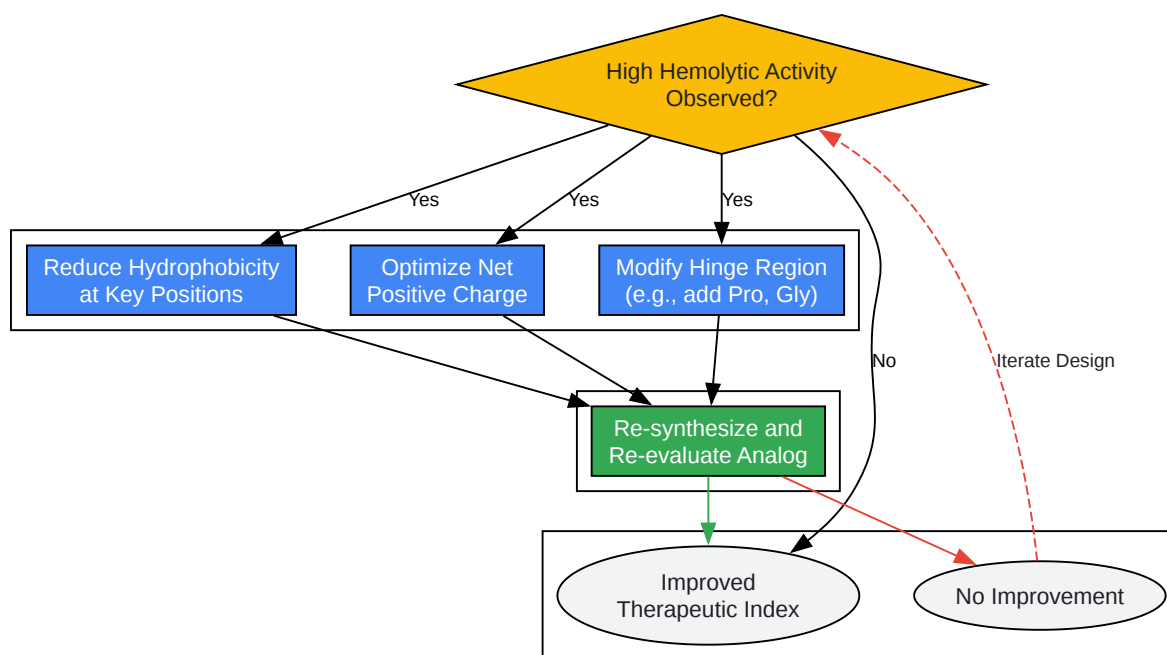 High Hemolytic Activity
Observed?
Yes
Yes
Yes
Reduce Hydrophobicity
at Key Positions
Optimize Net
Positive Charge
Modify Hinge Region
(e.g., add Pro, Gly)
No
Iterate Design
Re-synthesize and
Re-evaluate Analog
Improved
Therapeutic Index
No Improvement